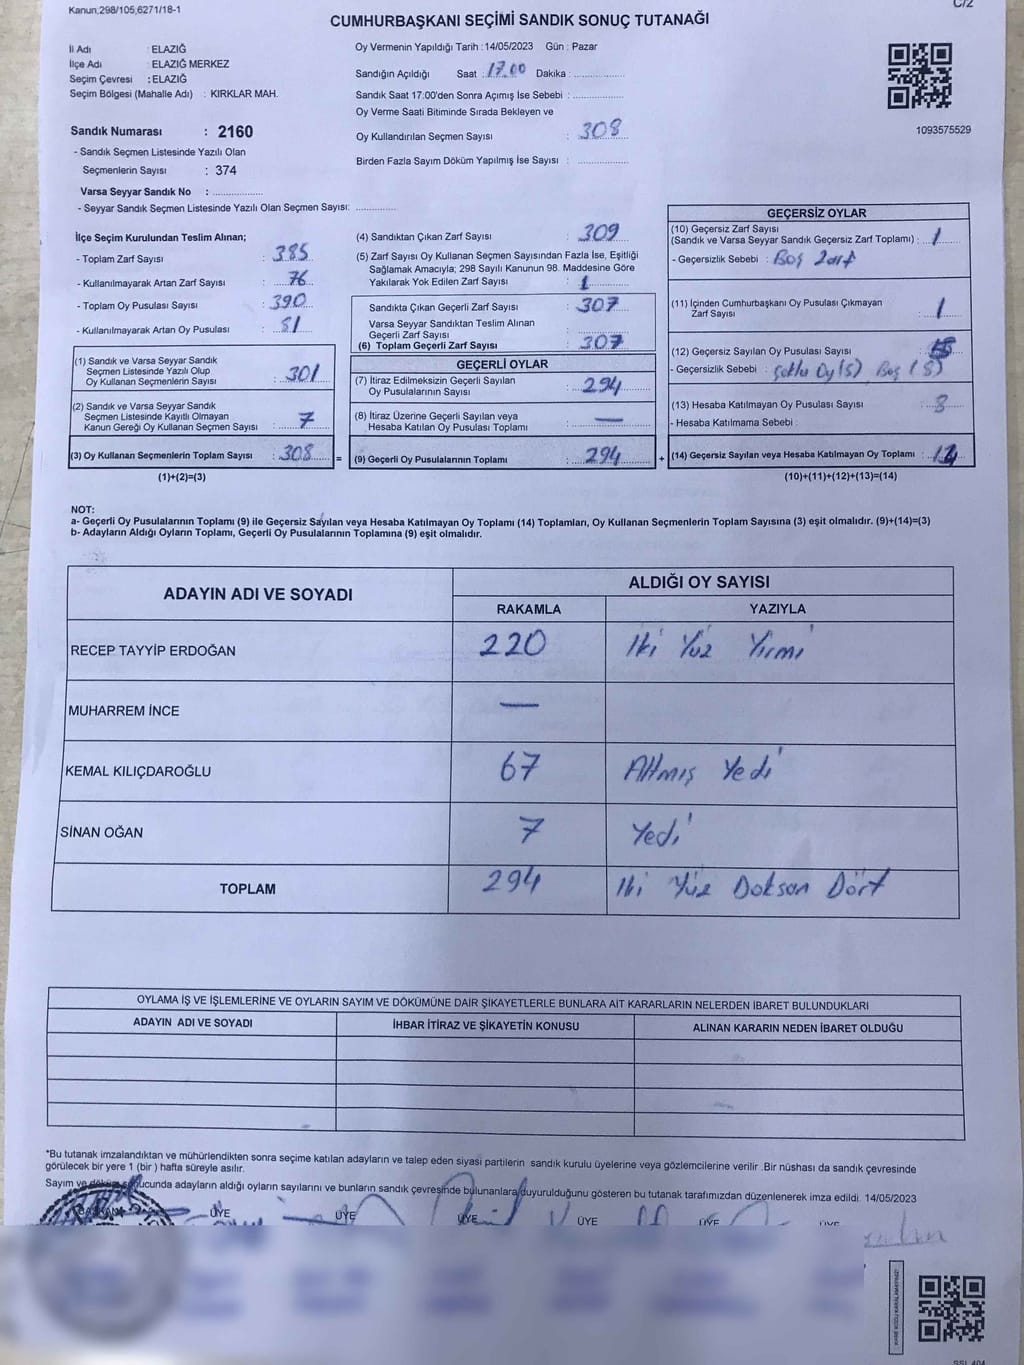 Kanun,298/105,6271/18-1
C/2
CUMHURBAŞKANI SEÇİMİ SANDIK SONUÇ TUTANAĞI
İl Adı : ELAZIĞ
İlçe Adı : ELAZIĞ MERKEZ
Seçim Çevresi : ELAZIĞ
Seçim Bölgesi (Mahalle Adı) : KIRKLAR MAH.
Sandık Numarası : 2160
- Sandık Seçmen Listesinde Yazılı Olan
Seçmenlerin Sayısı : 374
Varsa Seyyar Sandık No :
- Seyyar Sandık Seçmen Listesinde Yazılı Olan Seçmen Sayısı:
Oy Vermenin Yapıldığı Tarih : 14/05/2023 Gün : Pazar
Sandığın Açıldığı Saat : 17.00 Dakika :
Sandık Saat 17:00'den Sonra Açımış İse Sebebi :
Oy Verme Saati Bitiminde Sırada Bekleyen ve
Oy Kullandırılan Seçmen Sayısı : 308
Birden Fazla Sayım Döküm Yapılmış İse Sayısı :
1093575529
İlçe Seçim Kurulundan Teslim Alınan;
- Toplam Zarf Sayısı : 385
- Kullanılmayarak Artan Zarf Sayısı : 76
- Toplam Oy Pusulası Sayısı : 390
- Kullanılmayarak Artan Oy Pusulası : 81
(1) Sandık ve Varsa Seyyar Sandık
Seçmen Listesinde Yazılı Olup
Oy Kullanan Seçmenlerin Sayısı : 301
(2) Sandık ve Varsa Seyyar Sandık
Seçmen Listesinde Kayıtlı Olmayan
Kanun Gereği Oy Kullanan Seçmen Sayısı : 7
(3) Oy Kullanan Seçmenlerin Toplam Sayısı : 308 =
(1)+(2)=(3)
(4) Sandıktan Çıkan Zarf Sayısı : 309
(5) Zarf Sayısı Oy Kullanan Seçmen Sayısından Fazla İse, Eşitliği
Sağlamak Amacıyla; 298 Sayılı Kanunun 98. Maddesine Göre
Yakılarak Yok Edilen Zarf Sayısı : 1
Sandıkta Çıkan Geçerli Zarf Sayısı : 307
Varsa Seyyar Sandıktan Teslim Alınan
Geçerli Zarf Sayısı :
(6) Toplam Geçerli Zarf Sayısı : 307
GEÇERLİ OYLAR
(7) İtiraz Edilmeksizin Geçerli Sayılan
Oy Pusulalarının Sayısı : 294
(8) İtiraz Üzerine Geçerli Sayılan veya
Hesaba Katılan Oy Pusulası Toplamı : —
(9) Geçerli Oy Pusulalarının Toplamı : 294 +
GEÇERSİZ OYLAR
(10) Geçersiz Zarf Sayısı
(Sandık ve Varsa Seyyar Sandık Geçersiz Zarf Toplamı) : 1
- Geçersizlik Sebebi : Boş Zarf
(11) İçinden Cumhurbaşkanı Oy Pusulası Çıkmayan
Zarf Sayısı : 1
(12) Geçersiz Sayılan Oy Pusulası Sayısı :
- Geçersizlik Sebebi : Çoklu Oy(5) Boş (5)
(13) Hesaba Katılmayan Oy Pusulası Sayısı :
- Hesaba Katılmama Sebebi :
(14) Geçersiz Sayılan veya Hesaba Katılmayan Oy Toplamı :
(10)+(11)+(12)+(13)=(14)
NOT:
a- Geçerli Oy Pusulalarının Toplamı (9) ile Geçersiz Sayılan veya Hesaba Katılmayan Oy Toplamı (14) Toplamları, Oy Kullanan Seçmenlerin Toplam Sayısına (3) eşit olmalıdır. (9)+(14)=(3)
b- Adayların Aldığı Oyların Toplamı, Geçerli Oy Pusulalarının Toplamına (9) eşit olmalıdır.
ADAYIN ADI VE SOYADI
ALDIĞI OY SAYISI
RAKAMLA YAZIYLA
RECEP TAYYİP ERDOĞAN 220 İki Yüz Yirmi
MUHARREM İNCE —
KEMAL KILIÇDAROĞLU 67 Altmış Yedi
SİNAN OĞAN 7 Yedi
TOPLAM 294 İki Yüz Doksan Dört
OYLAMA İŞ VE İŞLEMLERİNE VE OYLARIN SAYIM VE DÖKÜMÜNE DAİR ŞİKAYETLERLE BUNLARA AİT KARARLARIN NELERDEN İBARET BULUNDUKLARI
ADAYIN ADI VE SOYADI İHBAR İTİRAZ VE ŞİKAYETİN KONUSU ALINAN KARARIN NEDEN İBARET OLDUĞU
*Bu tutanak imzalandıktan ve mühürlendikten sonra seçime katılan adayların ve talep eden siyasi partilerin sandık kurulu üyelerine veya gözlemcilerine verilir .Bir nüshası da sandık çevresinde
görülecek bir yere 1 (bir ) hafta süreyle asılır.
Sayım ve döküm sonucunda adayların aldığı oyların sayılarını ve bunların sandık çevresinde bulunanlara duyurulduğunu gösteren bu tutanak tarafımızdan düzenlenerek imza edildi. 14/05/2023
BAŞKAN ÜYE ÜYE ÜYE ÜYE ÜYE ÜYE